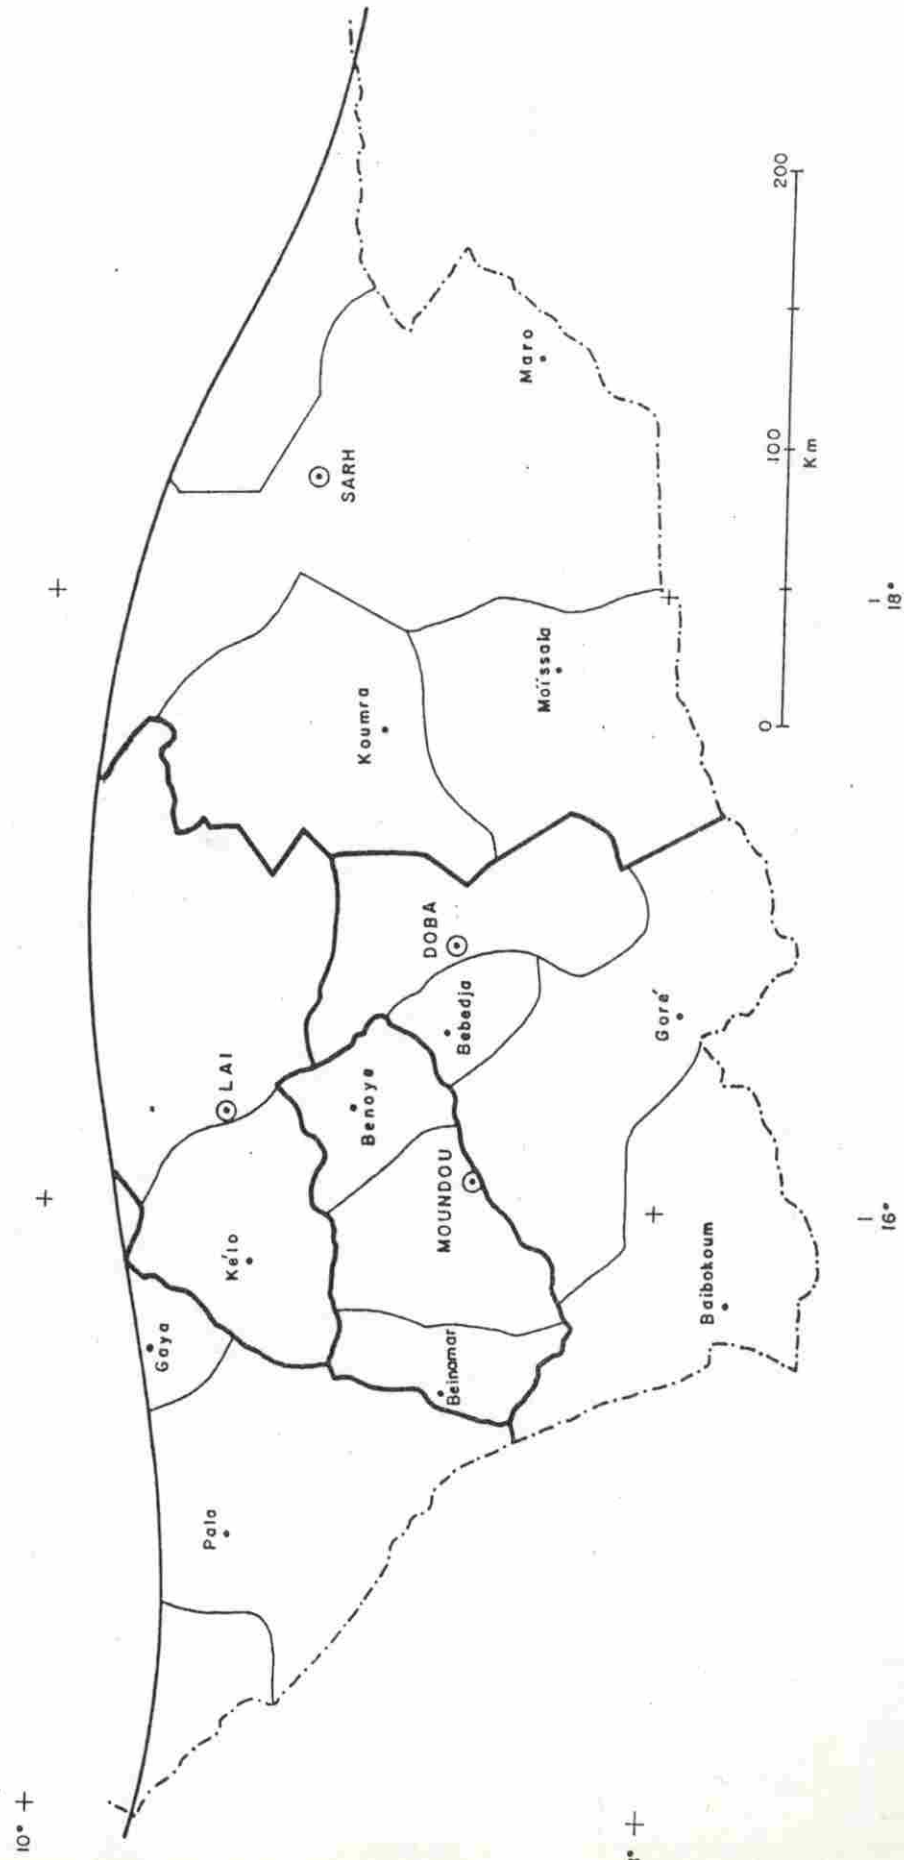 10°
Pala
Gaya
Kélo
LAI
Beinamar
MOUNDOU
Benoye
Bebedja
DOBA
Koumra
SARH
Maro
Moïssala
Goré
Baibokoum
0
100
200
Km
16°
18°